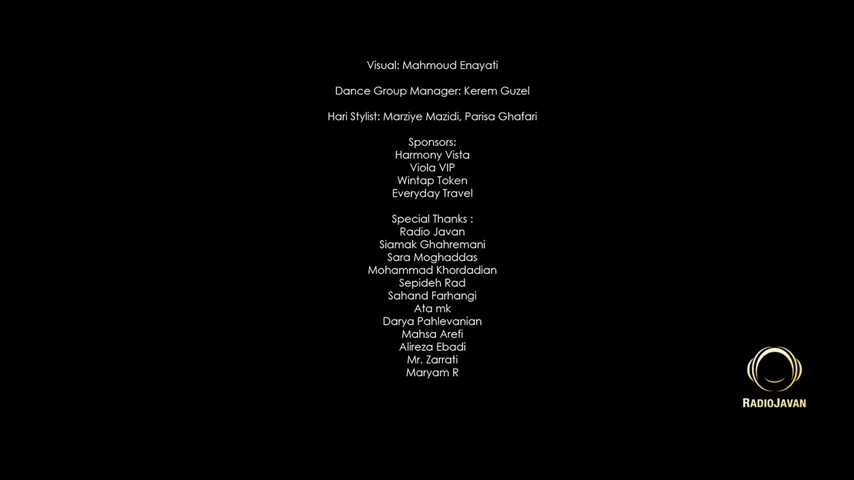 Visual: Mahmoud Enayati
Dance Group Manager: Kerem Guzel
Hari Stylist: Marziye Mazidi, Parisa Ghafari
Sponsors:
Harmony Vista
Viola VIP
Wintap Token
Everyday Travel
Special Thanks :
Radio Javan
Siamak Ghahremani
Sara Moghaddas
Mohammad Khordadian
Sepideh Rad
Sahand Farhangi
Ata mk
Darya Pahlevanian
Mahsa Arefi
Alireza Ebadi
Mr. Zarrati
Maryam R
RADIOJAVAN